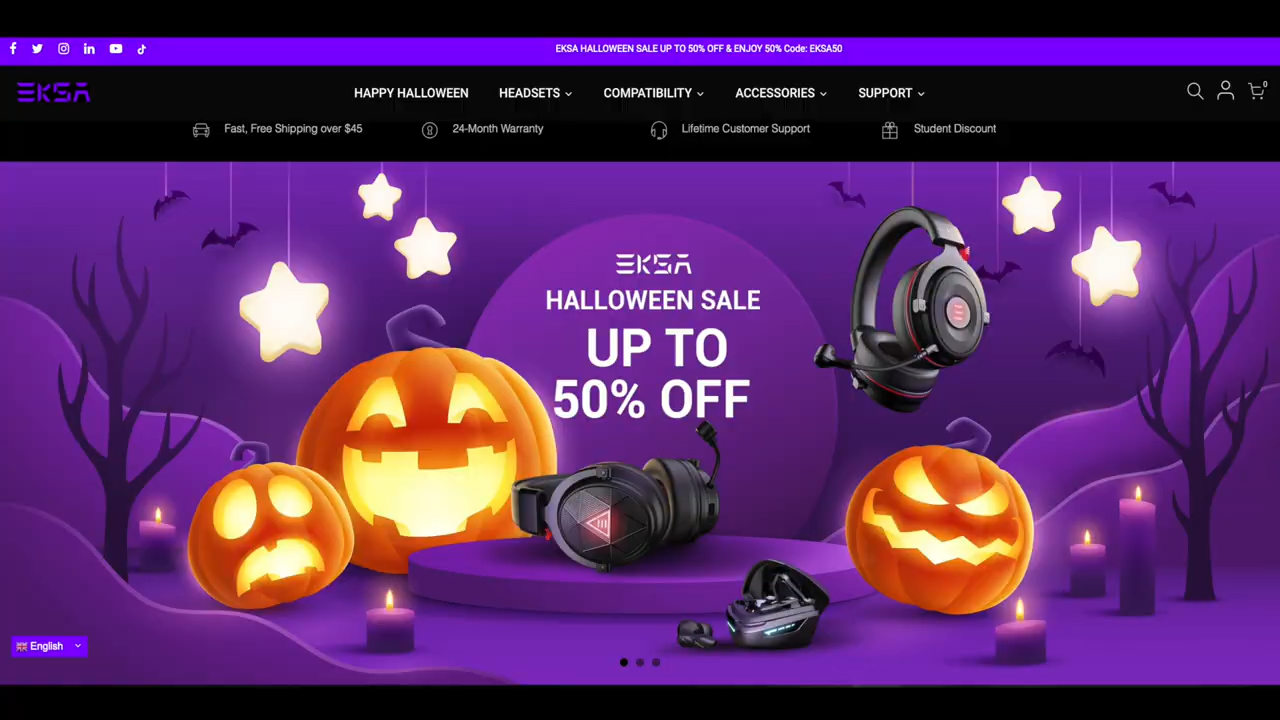 EKSA HALLOWEEN SALE UP TO 50% OFF & ENJOY 50% Code: EKSA50
EKSA
HAPPY HALLOWEEN
HEADSETS
COMPATIBILITY
ACCESSORIES
SUPPORT
0
Fast, Free Shipping over $45
24-Month Warranty
Lifetime Customer Support
Student Discount
EKSA
HALLOWEEN SALE
UP TO
50% OFF
English